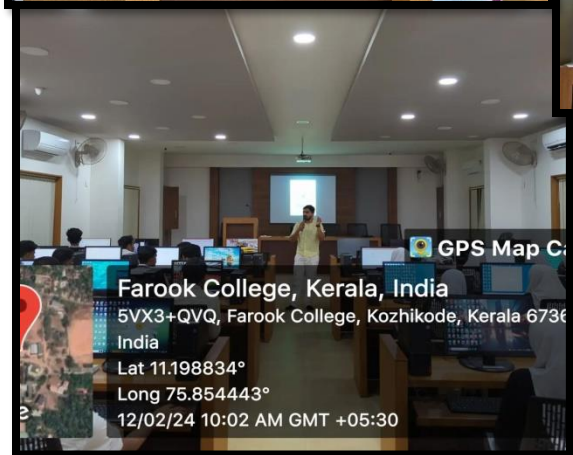 GPS Map Ca
Farook College, Kerala, India
5VX3+QVQ, Farook College, Kozhikode, Kerala 6736
India
Lat 11.198834°
Long 75.854443°
12/02/24 10:02 AM GMT +05:30